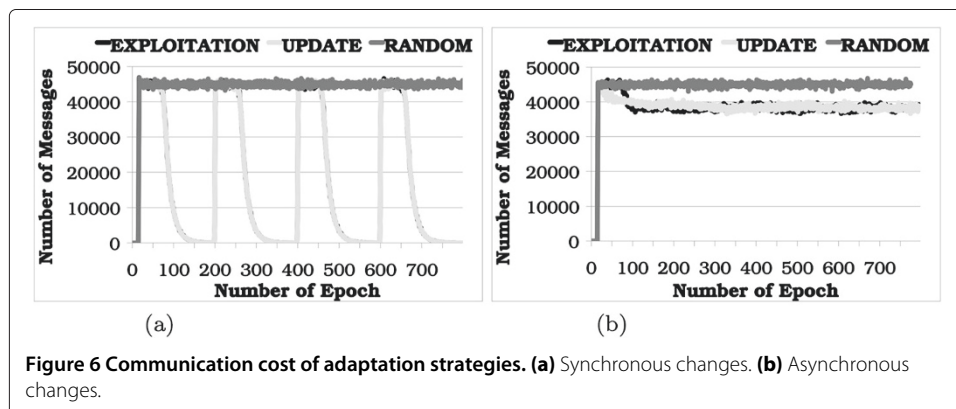 EXPLOITATION UPDATE RANDOM
50000
40000
30000
20000
10000
0
0 100 200 300 400 500 600 700
Number of Messages
Number of Epoch
(a)
EXPLOITATION UPDATE RANDOM
50000
40000
30000
20000
10000
0
0 100 200 300 400 500 600 700
Number of Messages
Number of Epoch
(b)
Figure 6 Communication cost of adaptation strategies. (a) Synchronous changes. (b) Asynchronous
changes.